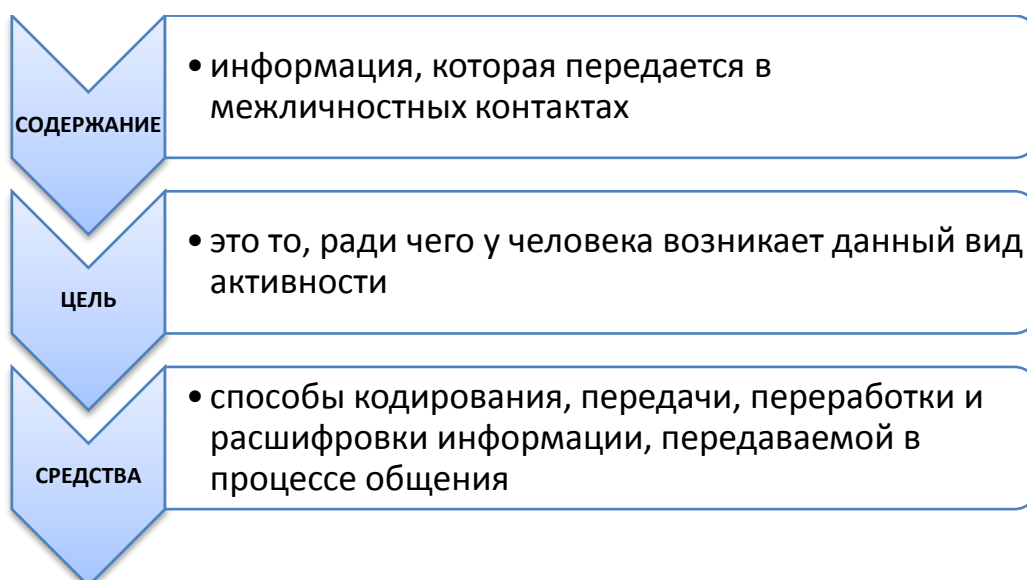 СОДЕРЖАНИЕ
• информация, которая передается в
межличностных контактах
ЦЕЛЬ
• это то, ради чего у человека возникает данный вид
активности
СРЕДСТВА
• способы кодирования, передачи, переработки и
расшифровки информации, передаваемой в
процессе общения